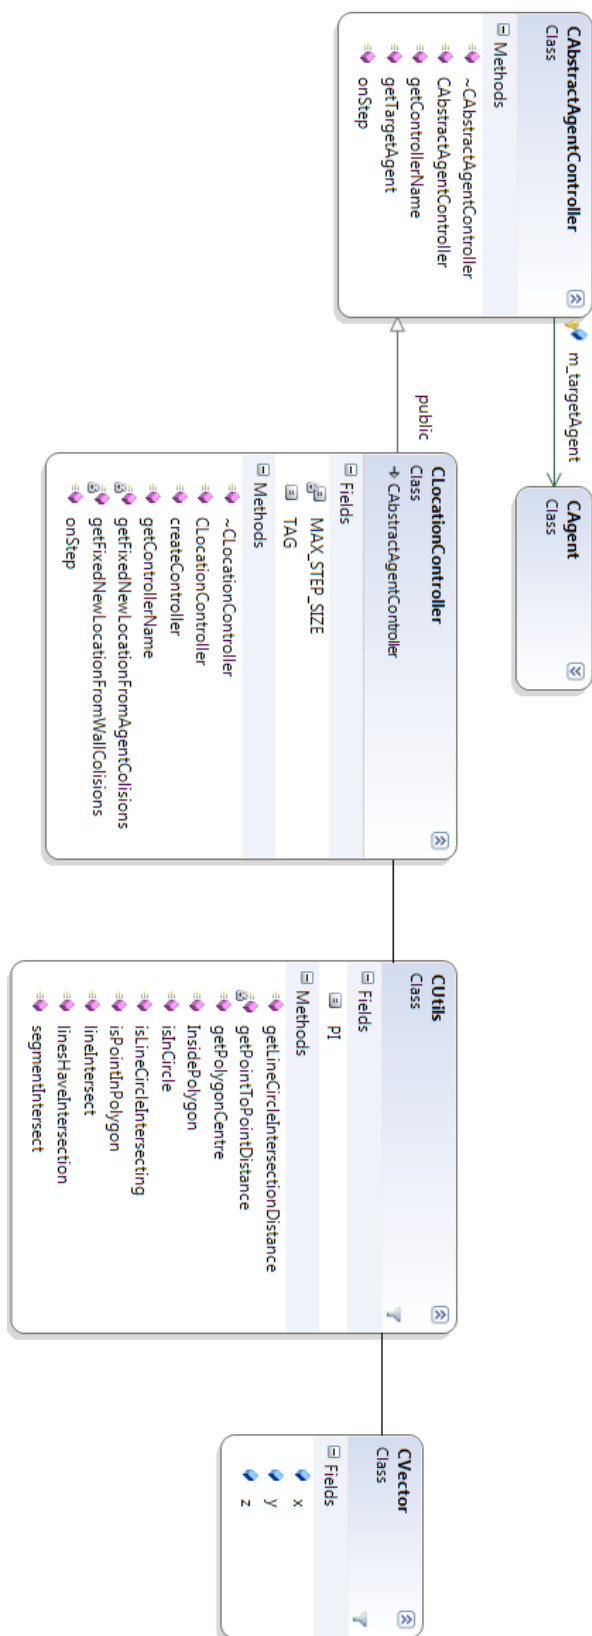 CAbstractAgentController
Class
Methods
~CAbstractAgentController
CAbstractAgentController
getControllerName
getTargetAgent
onStep
m_targetAgent
CAgent
Class
public
CLocationController
Class
CAbstractAgentController
Fields
MAX_STEP_SIZE
TAG
Methods
~CLocationController
CLocationController
createController
getControllerName
getFixedNewLocationFromAgentColisions
getFixedNewLocationFromWallColisions
onStep
CUtils
Class
Fields
PI
Methods
getLineCircleIntersectionDistance
getPointToPointDistance
getPolygonCentre
InsidePolygon
isInCircle
isLineCircleIntersecting
isPointInPolygon
lineIntersect
linesHaveIntersection
segmentIntersect
CVector
Class
Fields
x
y
z